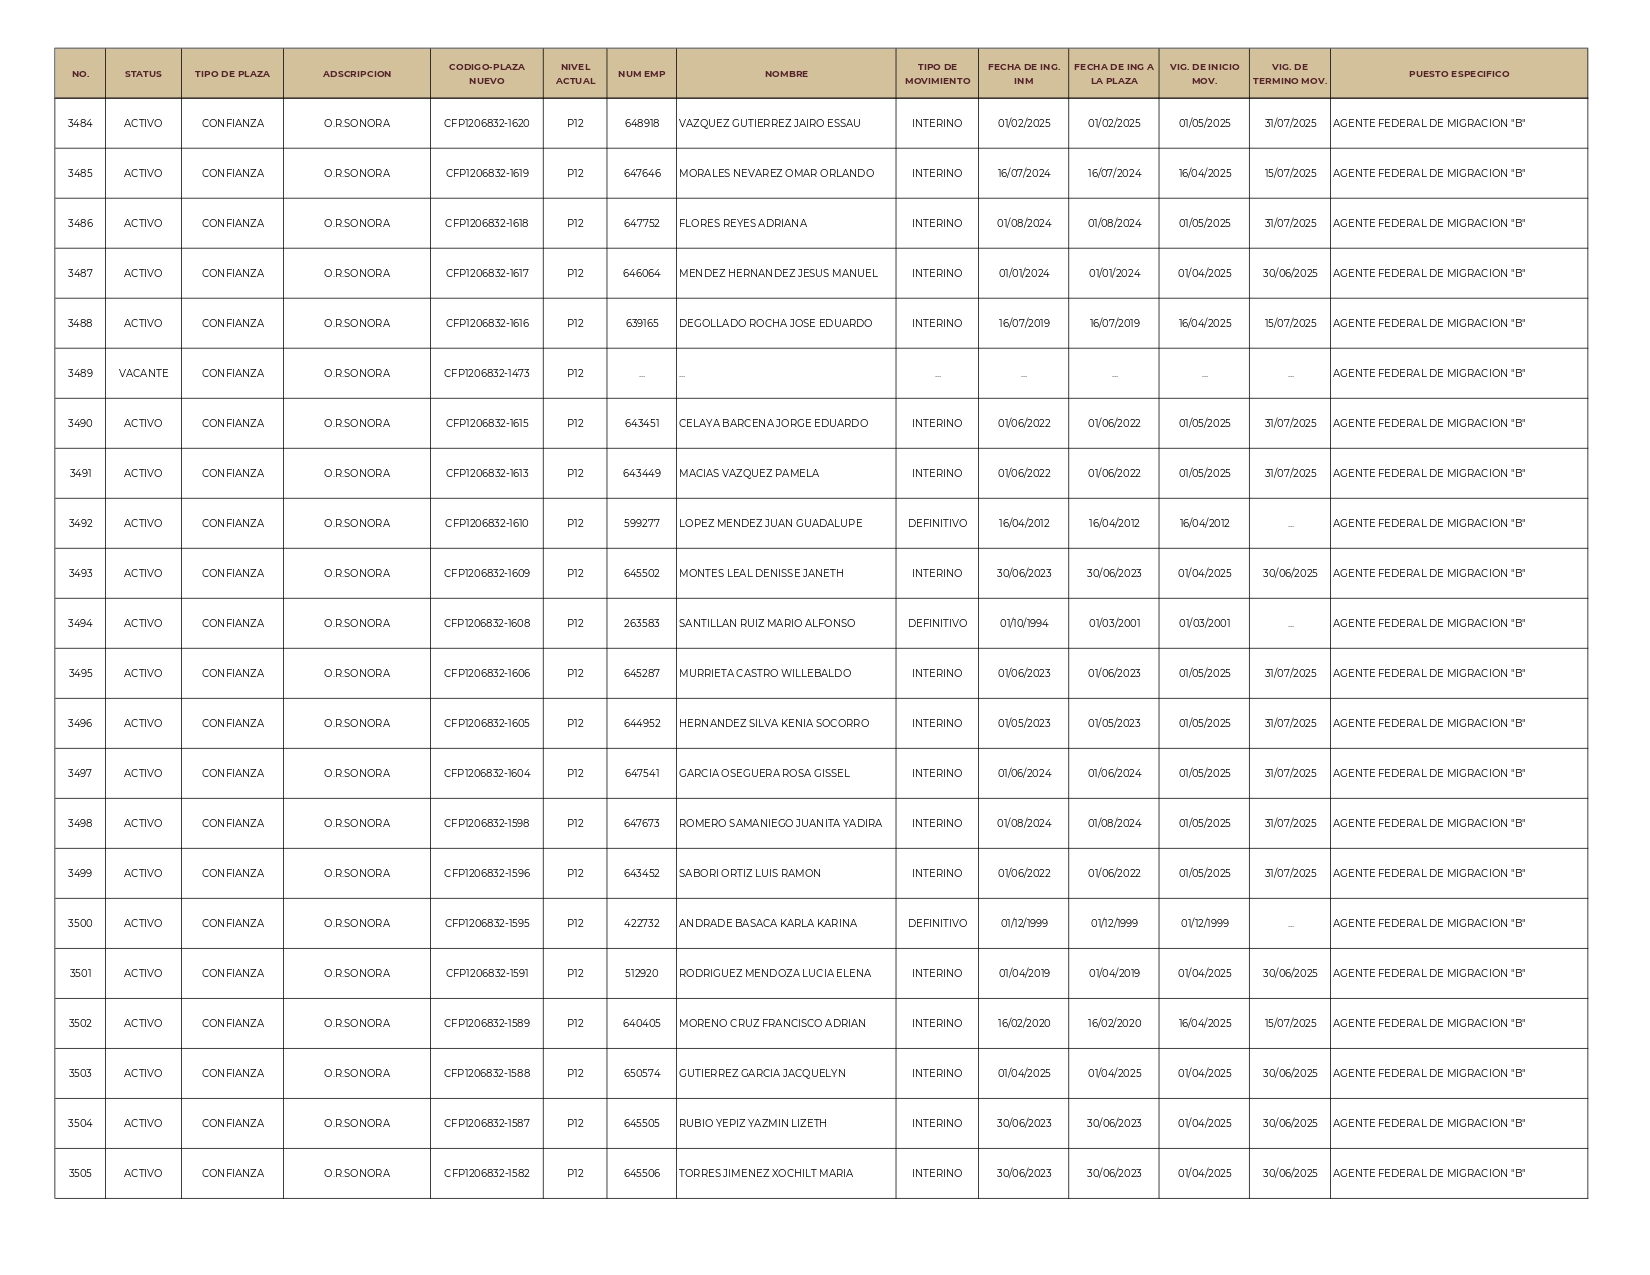 NO. STATUS TIPO DE PLAZA ADSCRIPCION CODIGO-PLAZA NUEVO NIVEL ACTUAL NUM EMP NOMBRE TIPO DE MOVIMIENTO FECHA DE ING. INM FECHA DE ING A LA PLAZA VIG. DE INICIO MOV. VIG. DE TERMINO MOV. PUESTO ESPECIFICO
3484 ACTIVO CONFIANZA O.R.SONORA CFP1206832-1620 P12 648918 VAZQUEZ GUTIERREZ JAIRO ESSAU INTERINO 01/02/2025 01/02/2025 01/05/2025 31/07/2025 AGENTE FEDERAL DE MIGRACION "B"
3485 ACTIVO CONFIANZA O.R.SONORA CFP1206832-1619 P12 647646 MORALES NEVAREZ OMAR ORLANDO INTERINO 16/07/2024 16/07/2024 16/04/2025 15/07/2025 AGENTE FEDERAL DE MIGRACION "B"
3486 ACTIVO CONFIANZA O.R.SONORA CFP1206832-1618 P12 647752 FLORES REYES ADRIANA INTERINO 01/08/2024 01/08/2024 01/05/2025 31/07/2025 AGENTE FEDERAL DE MIGRACION "B"
3487 ACTIVO CONFIANZA O.R.SONORA CFP1206832-1617 P12 646064 MENDEZ HERNANDEZ JESUS MANUEL INTERINO 01/01/2024 01/01/2024 01/04/2025 30/06/2025 AGENTE FEDERAL DE MIGRACION "B"
3488 ACTIVO CONFIANZA O.R.SONORA CFP1206832-1616 P12 639165 DEGOLLADO ROCHA JOSE EDUARDO INTERINO 16/07/2019 16/07/2019 16/04/2025 15/07/2025 AGENTE FEDERAL DE MIGRACION "B"
3489 VACANTE CONFIANZA O.R.SONORA CFP1206832-1473 P12 ... ... ... ... ... ... ... AGENTE FEDERAL DE MIGRACION "B"
3490 ACTIVO CONFIANZA O.R.SONORA CFP1206832-1615 P12 643451 CELAYA BARCENA JORGE EDUARDO INTERINO 01/06/2022 01/06/2022 01/05/2025 31/07/2025 AGENTE FEDERAL DE MIGRACION "B"
3491 ACTIVO CONFIANZA O.R.SONORA CFP1206832-1613 P12 643449 MACIAS VAZQUEZ PAMELA INTERINO 01/06/2022 01/06/2022 01/05/2025 31/07/2025 AGENTE FEDERAL DE MIGRACION "B"
3492 ACTIVO CONFIANZA O.R.SONORA CFP1206832-1610 P12 599277 LOPEZ MENDEZ JUAN GUADALUPE DEFINITIVO 16/04/2012 16/04/2012 16/04/2012 ... AGENTE FEDERAL DE MIGRACION "B"
3493 ACTIVO CONFIANZA O.R.SONORA CFP1206832-1609 P12 645502 MONTES LEAL DENISSE JANETH INTERINO 30/06/2023 30/06/2023 01/04/2025 30/06/2025 AGENTE FEDERAL DE MIGRACION "B"
3494 ACTIVO CONFIANZA O.R.SONORA CFP1206832-1608 P12 263583 SANTILLAN RUIZ MARIO ALFONSO DEFINITIVO 01/10/1994 01/03/2001 01/03/2001 ... AGENTE FEDERAL DE MIGRACION "B"
3495 ACTIVO CONFIANZA O.R.SONORA CFP1206832-1606 P12 645287 MURRIETA CASTRO WILLEBALDO INTERINO 01/06/2023 01/06/2023 01/05/2025 31/07/2025 AGENTE FEDERAL DE MIGRACION "B"
3496 ACTIVO CONFIANZA O.R.SONORA CFP1206832-1605 P12 644952 HERNANDEZ SILVA KENIA SOCORRO INTERINO 01/05/2023 01/05/2023 01/05/2025 31/07/2025 AGENTE FEDERAL DE MIGRACION "B"
3497 ACTIVO CONFIANZA O.R.SONORA CFP1206832-1604 P12 647541 GARCIA OSEGUERA ROSA GISSEL INTERINO 01/06/2024 01/06/2024 01/05/2025 31/07/2025 AGENTE FEDERAL DE MIGRACION "B"
3498 ACTIVO CONFIANZA O.R.SONORA CFP1206832-1598 P12 647673 ROMERO SAMANIEGO JUANITA YADIRA INTERINO 01/08/2024 01/08/2024 01/05/2025 31/07/2025 AGENTE FEDERAL DE MIGRACION "B"
3499 ACTIVO CONFIANZA O.R.SONORA CFP1206832-1596 P12 643452 SABORI ORTIZ LUIS RAMON INTERINO 01/06/2022 01/06/2022 01/05/2025 31/07/2025 AGENTE FEDERAL DE MIGRACION "B"
3500 ACTIVO CONFIANZA O.R.SONORA CFP1206832-1595 P12 422732 ANDRADE BASACA KARLA KARINA DEFINITIVO 01/12/1999 01/12/1999 01/12/1999 ... AGENTE FEDERAL DE MIGRACION "B"
3501 ACTIVO CONFIANZA O.R.SONORA CFP1206832-1591 P12 512920 RODRIGUEZ MENDOZA LUCIA ELENA INTERINO 01/04/2019 01/04/2019 01/04/2025 30/06/2025 AGENTE FEDERAL DE MIGRACION "B"
3502 ACTIVO CONFIANZA O.R.SONORA CFP1206832-1589 P12 640405 MORENO CRUZ FRANCISCO ADRIAN INTERINO 16/02/2020 16/02/2020 16/04/2025 15/07/2025 AGENTE FEDERAL DE MIGRACION "B"
3503 ACTIVO CONFIANZA O.R.SONORA CFP1206832-1588 P12 650574 GUTIERREZ GARCIA JACQUELYN INTERINO 01/04/2025 01/04/2025 01/04/2025 30/06/2025 AGENTE FEDERAL DE MIGRACION "B"
3504 ACTIVO CONFIANZA O.R.SONORA CFP1206832-1587 P12 645505 RUBIO YEPIZ YAZMIN LIZETH INTERINO 30/06/2023 30/06/2023 01/04/2025 30/06/2025 AGENTE FEDERAL DE MIGRACION "B"
3505 ACTIVO CONFIANZA O.R.SONORA CFP1206832-1582 P12 645506 TORRES JIMENEZ XOCHILT MARIA INTERINO 30/06/2023 30/06/2023 01/04/2025 30/06/2025 AGENTE FEDERAL DE MIGRACION "B"